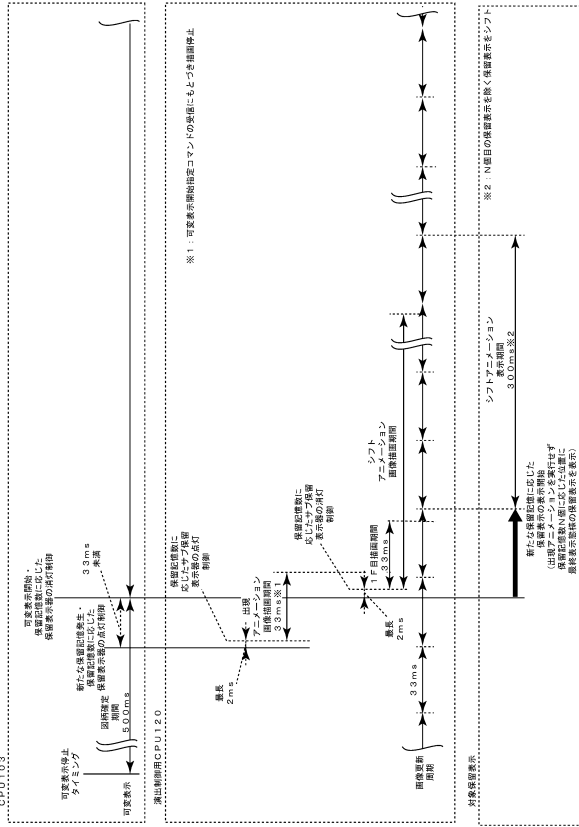 CPU103
可変表示停止
タイミング
可変表示
図柄確定
期間
500ms
新たな保留記憶発生・
保留記憶数に応じた
保留表示器の点灯制御
33ms
未満
可変表示開始・
保留記憶数に応じた
保留表示器の消灯制御
演出制御用CPU120
最長
2ms
保留記憶数に
応じたサブ保留
表示器の点灯
制御
出現
アニメーション
画像描画期間
33ms※1
※1：可変表示開始指定コマンドの受信にもとづき描画停止
最長
2ms
保留記憶数に
応じたサブ保留
表示器の消灯
制御
1F目描画期間
33ms
シフト
アニメーション
画像描画期間
画像更新
周期
33ms
対象保留表示
新たな保留記憶に応じた
保留表示の表示開始
（出現アニメーションを実行せず
保留記憶数N個に応じた位置に
最終表示態様の保留表示を表示）
シフトアニメーション
表示期間
300ms※2
※2：N個目の保留表示を除く保留表示をシフト